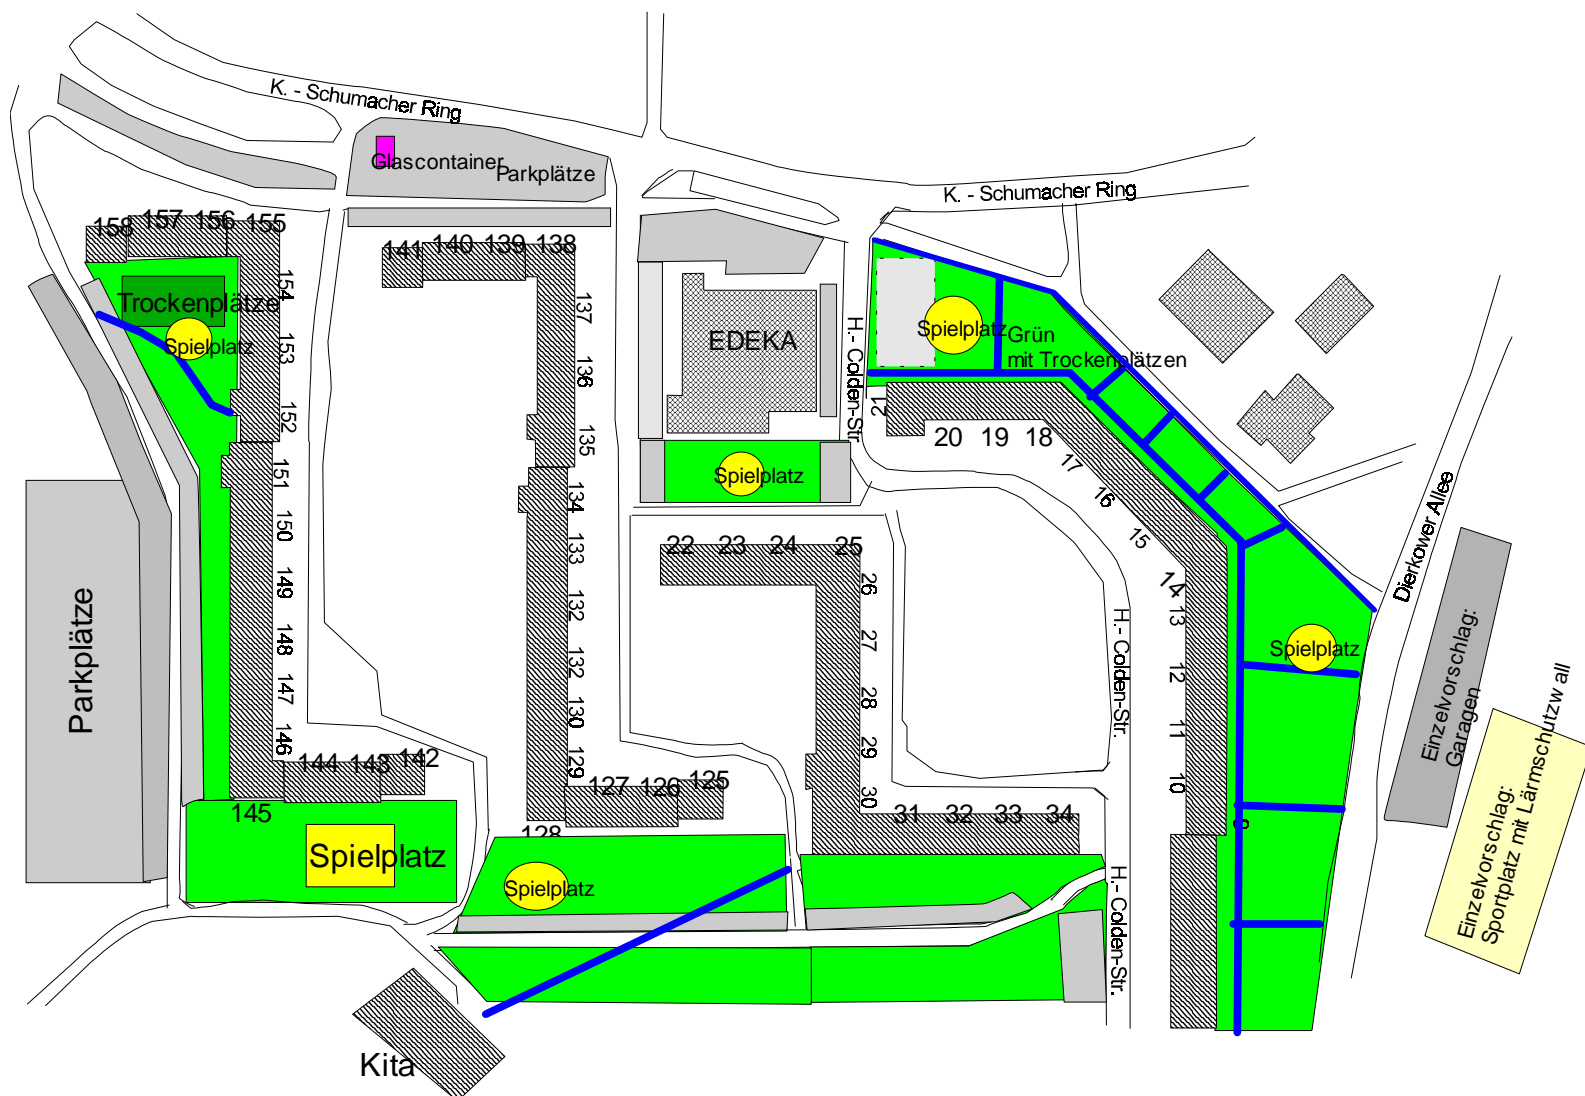 K. - Schumacher Ring
Glascontainer
Parkplätze
K. - Schumacher Ring
158
157
156
155
141
140
139
138
154
Trockenplätze
Spielplatz
153
152
151
150
149
148
147
146
137
136
135
134
133
132
132
130
129
EDEKA
H.- Colden-Str.
Spielplatz
Grün
mit Trockenplätzen
21
20
19
18
17
16
15
14
13
12
11
10
9
Spielplatz
22
23
24
25
26
27
28
29
30
31
32
33
34
H.- Colden-Str.
H.- Colden-Str.
Spielplatz
Dierkower Allee
Einzelvorschlag:
Garagen
Einzelvorschlag:
Sportplatz mit Lärmschutzwall
Parkplätze
144
143
142
145
Spielplatz
127
126
125
128
Spielplatz
Kita